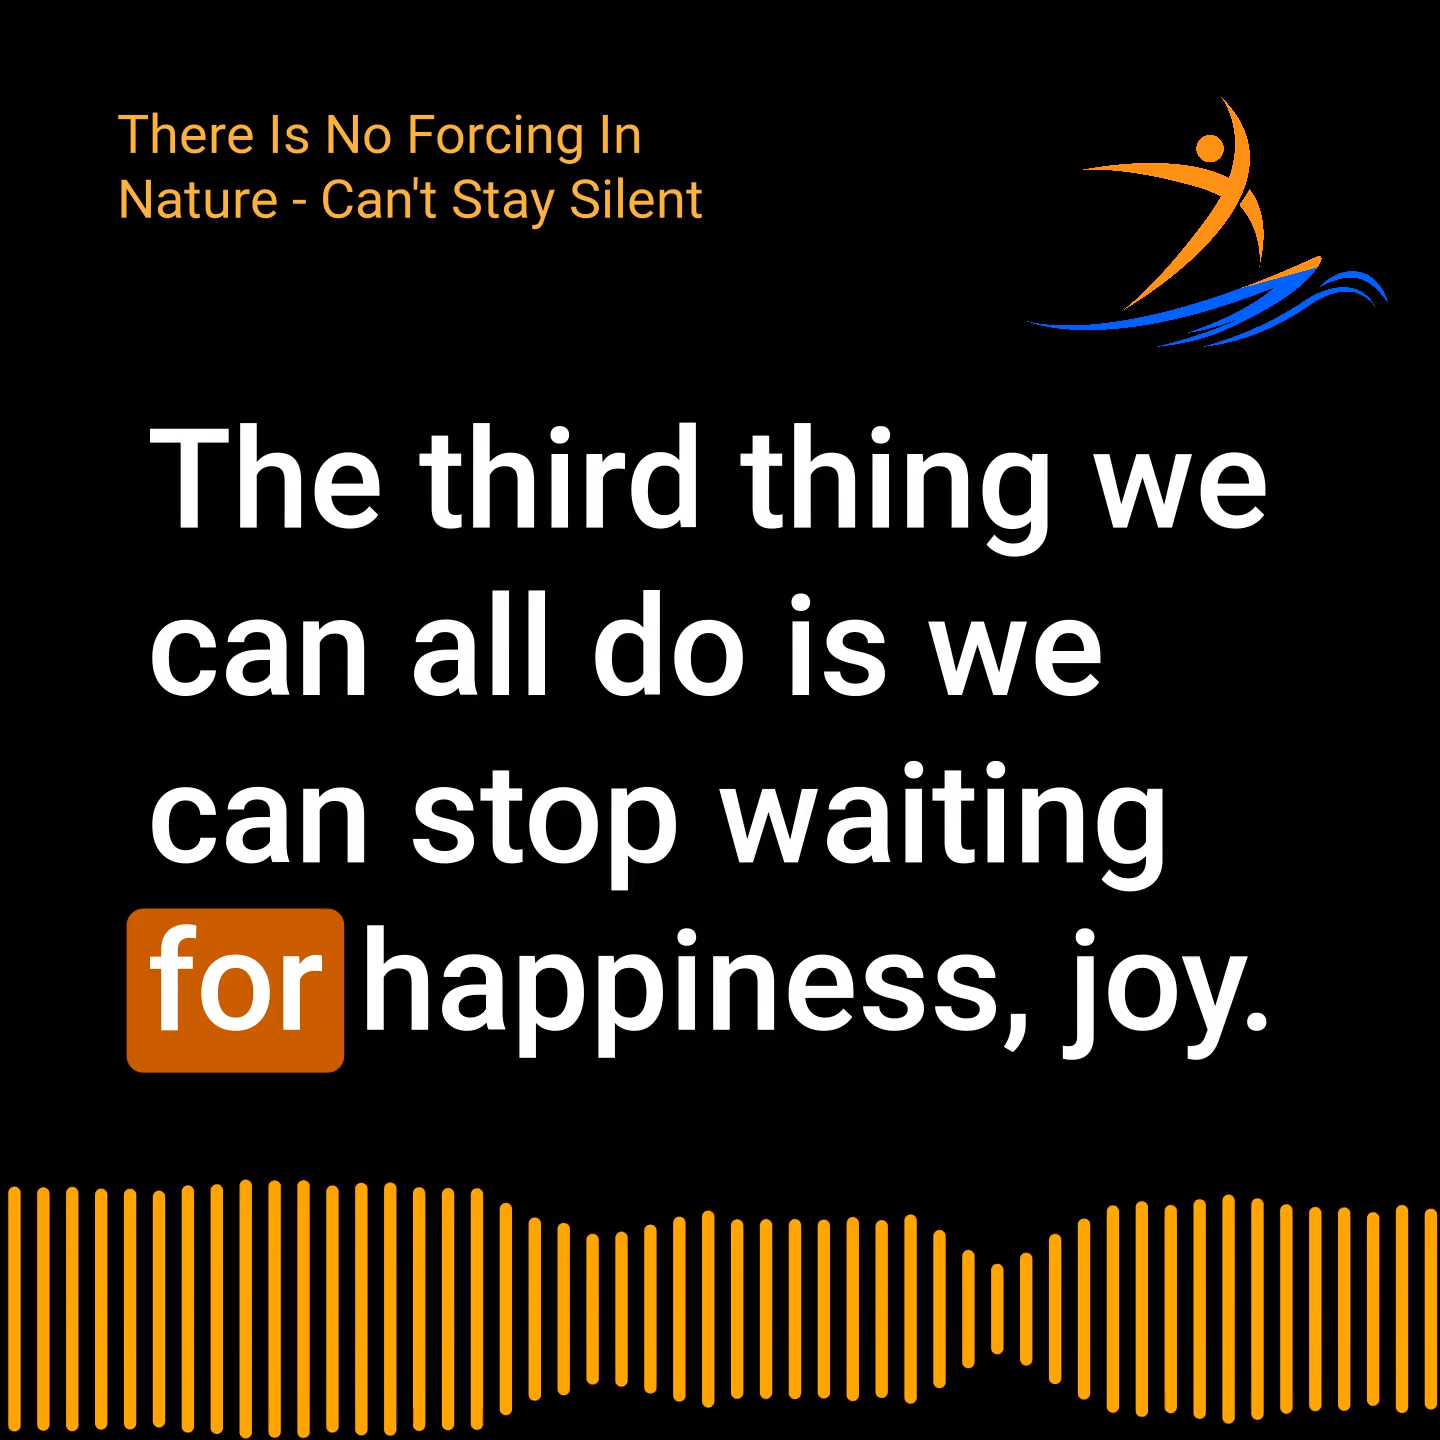 There Is No Forcing In
Nature - Can't Stay Silent
The third thing we
can all do is we
can stop waiting
for happiness, joy.